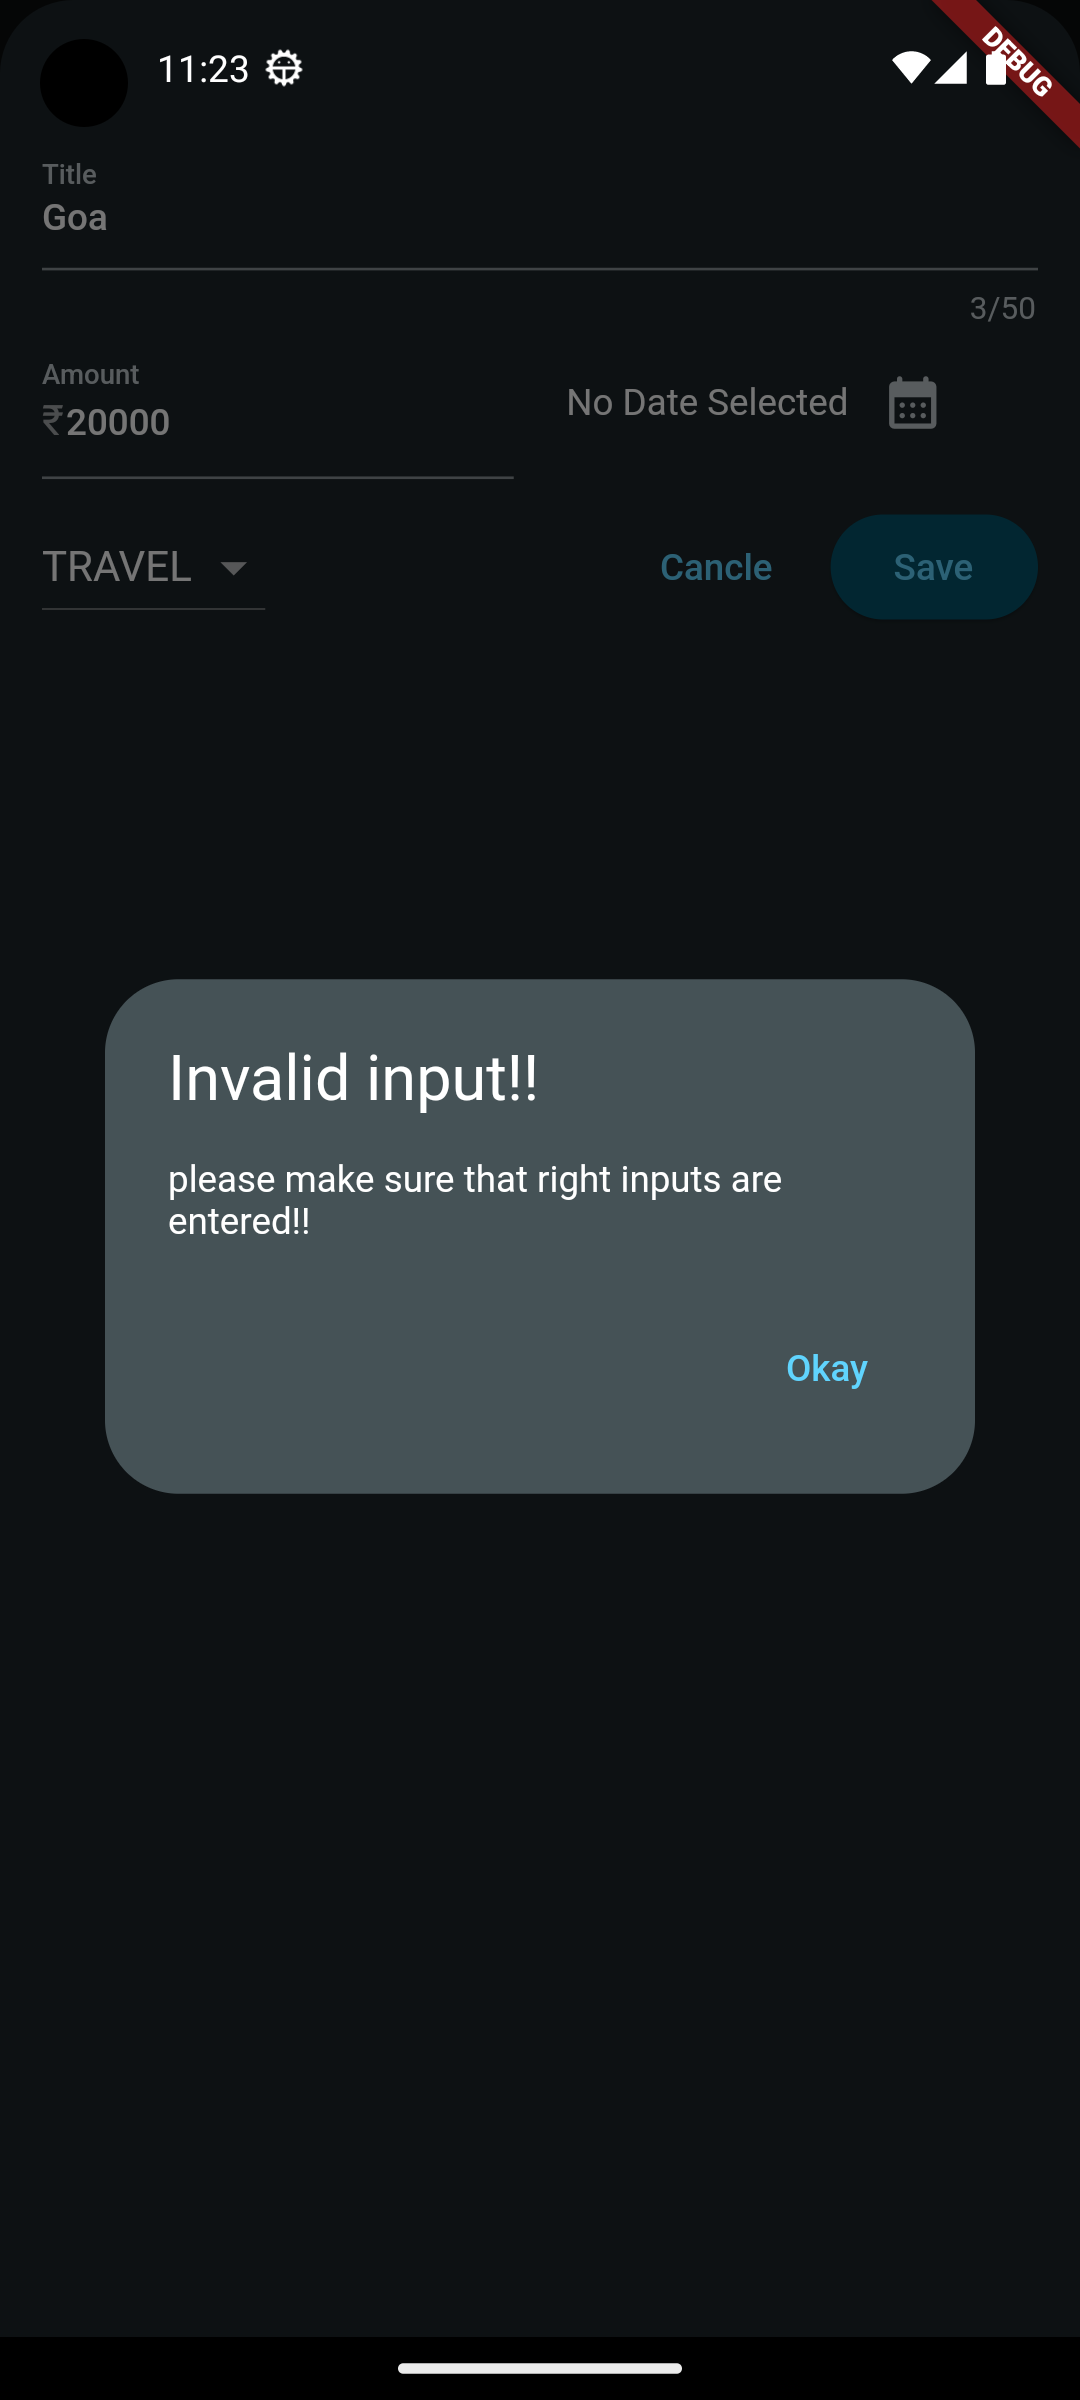 11:23
DEBUG
Title
Goa
3/50
Amount
₹20000
No Date Selected
TRAVEL
Cancle
Save
Invalid input!!
please make sure that right inputs are
entered!!
Okay